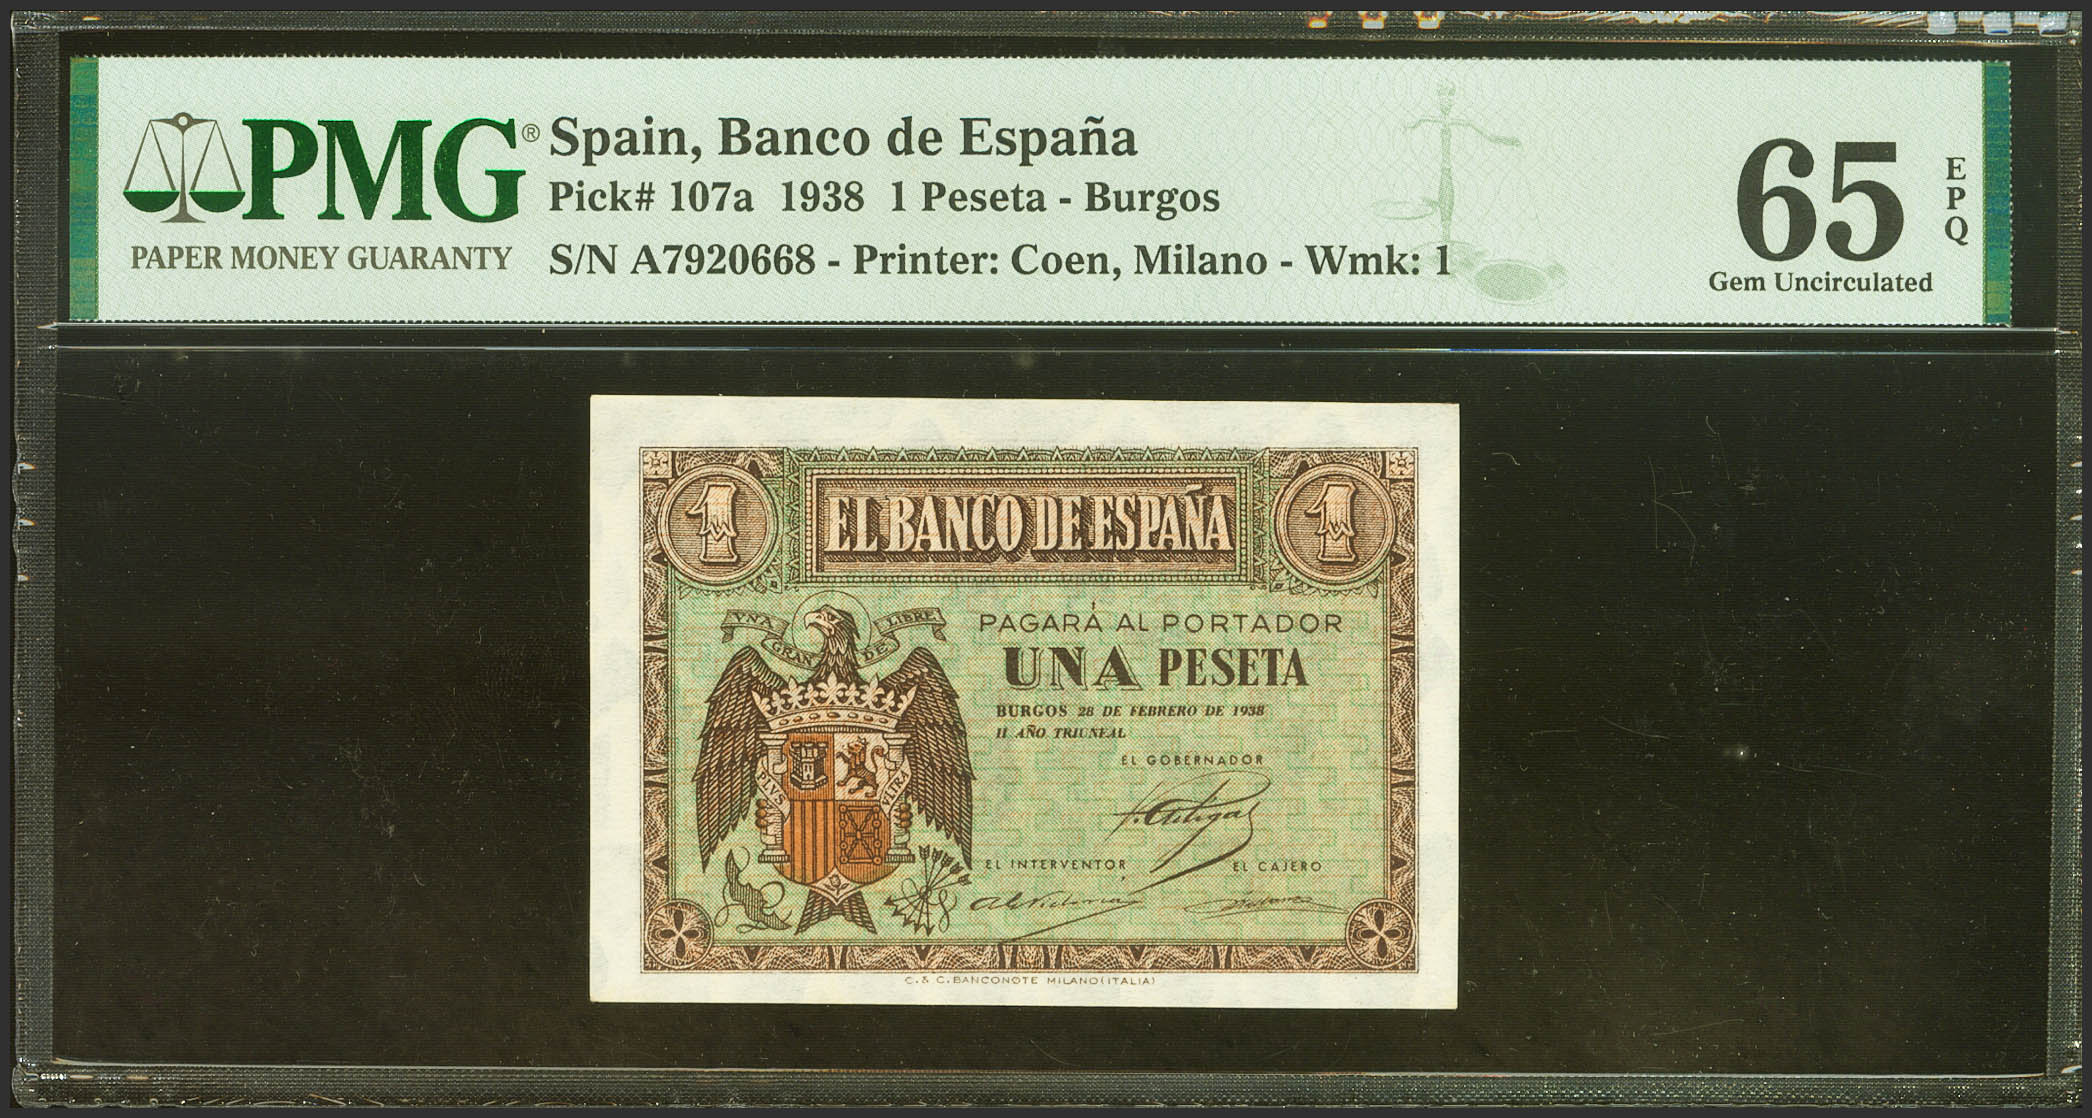 PMG®
PAPER MONEY GUARANTY
Spain, Banco de España
Pick# 107a 1938 1 Peseta - Burgos
S/N A7920668 - Printer: Coen, Milano - Wmk: 1
65
EPQ
Gem Uncirculated
1
EL BANCO DE ESPAÑA
1
VNA GRANDE LIBRE
PAGARÁ AL PORTADOR
UNA PESETA
BURGOS 28 DE FEBRERO DE 1938
II AÑO TRIUNFAL
EL GOBERNADOR
PLVS VLTRA
EL INTERVENTOR
EL CAJERO
C. & C. BANCONOTE MILANO (ITALIA)